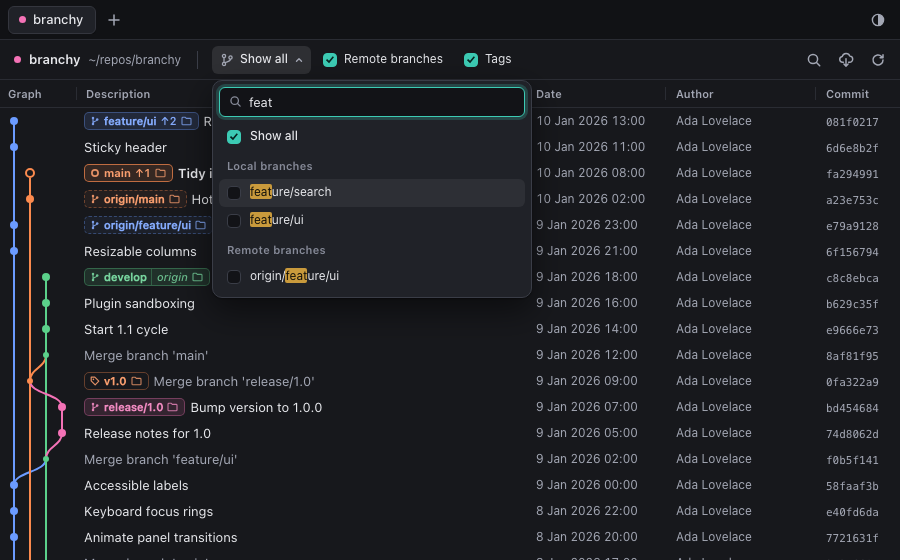 branchy
branchy ~/repos/branchy Show all Remote branches Tags
Graph Description Date Author Commit
feat
Show all
Local branches
feature/search
feature/ui
Remote branches
origin/feature/ui
feature/ui ↑2 10 Jan 2026 13:00 Ada Lovelace 081f0217
Sticky header 10 Jan 2026 11:00 Ada Lovelace 6d6e8b2f
main ↑1 Tidy 10 Jan 2026 08:00 Ada Lovelace fa294991
origin/main 10 Jan 2026 02:00 Ada Lovelace a23e753c
origin/feature/ui 9 Jan 2026 23:00 Ada Lovelace e79a9128
Resizable columns 9 Jan 2026 21:00 Ada Lovelace 6f156794
develop origin 9 Jan 2026 18:00 Ada Lovelace c8c8ebca
Plugin sandboxing 9 Jan 2026 16:00 Ada Lovelace b629c35f
Start 1.1 cycle 9 Jan 2026 14:00 Ada Lovelace e9666e73
Merge branch 'main' 9 Jan 2026 12:00 Ada Lovelace 8af81f95
v1.0 Merge branch 'release/1.0' 9 Jan 2026 09:00 Ada Lovelace 0fa322a9
release/1.0 Bump version to 1.0.0 9 Jan 2026 07:00 Ada Lovelace bd454684
Release notes for 1.0 9 Jan 2026 05:00 Ada Lovelace 74d8062d
Merge branch 'feature/ui' 9 Jan 2026 02:00 Ada Lovelace f0b5f141
Accessible labels 9 Jan 2026 00:00 Ada Lovelace 58faaf3b
Keyboard focus rings 8 Jan 2026 22:00 Ada Lovelace e40fd6da
Animate panel transitions 8 Jan 2026 20:00 Ada Lovelace 7721631f